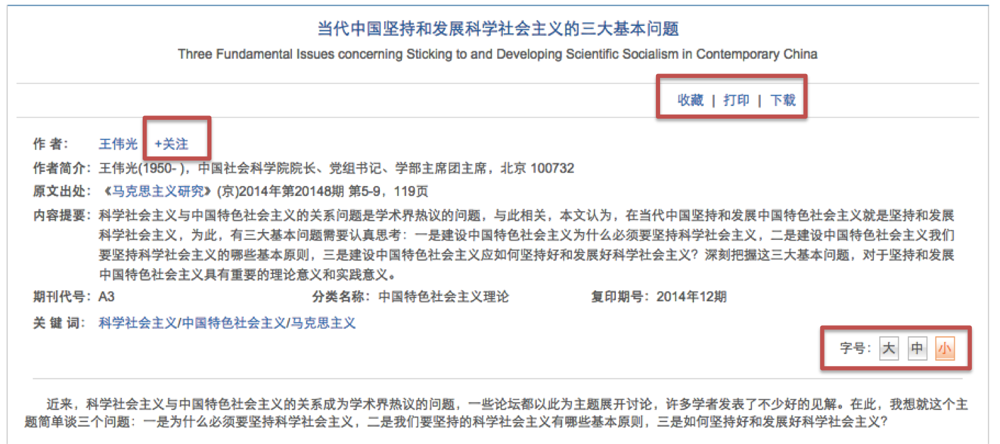 当代中国坚持和发展科学社会主义的三大基本问题
Three Fundamental Issues concerning Sticking to and Developing Scientific Socialism in Contemporary China
收藏 | 打印 | 下载
作 者： 王伟光 +关注
作者简介：王伟光(1950- )，中国社会科学院院长、党组书记、学部主席团主席，北京 100732
原文出处：《马克思主义研究》(京)2014年第20148期 第5-9，119页
内容提要：科学社会主义与中国特色社会主义的关系问题是学术界热议的问题，与此相关，本文认为，在当代中国坚持和发展中国特色社会主义就是坚持和发展
科学社会主义，为此，有三大基本问题需要认真思考：一是建设中国特色社会主义为什么必须要坚持科学社会主义，二是建设中国特色社会主义我们
要坚持科学社会主义的哪些基本原则，三是建设中国特色社会主义应如何坚持好和发展好科学社会主义？深刻把握这三大基本问题，对于坚持和发展
中国特色社会主义具有重要的理论意义和实践意义。
期刊代号：A3 分类名称：中国特色社会主义理论 复印期号：2014年12期
关 键 词： 科学社会主义/中国特色社会主义/马克思主义
字号：大 中 小
近来，科学社会主义与中国特色社会主义的关系成为学术界热议的问题，一些论坛都以此为主题展开讨论，许多学者发表了不少好的见解。在此，我想就这个主
题简单谈三个问题：一是为什么必须要坚持科学社会主义，二是我们要坚持的科学社会主义有哪些基本原则，三是如何坚持好和发展好科学社会主义？